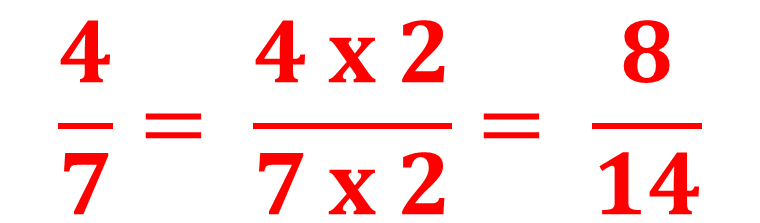 4/7 = 4 x 2/7 x 2 = 8/14